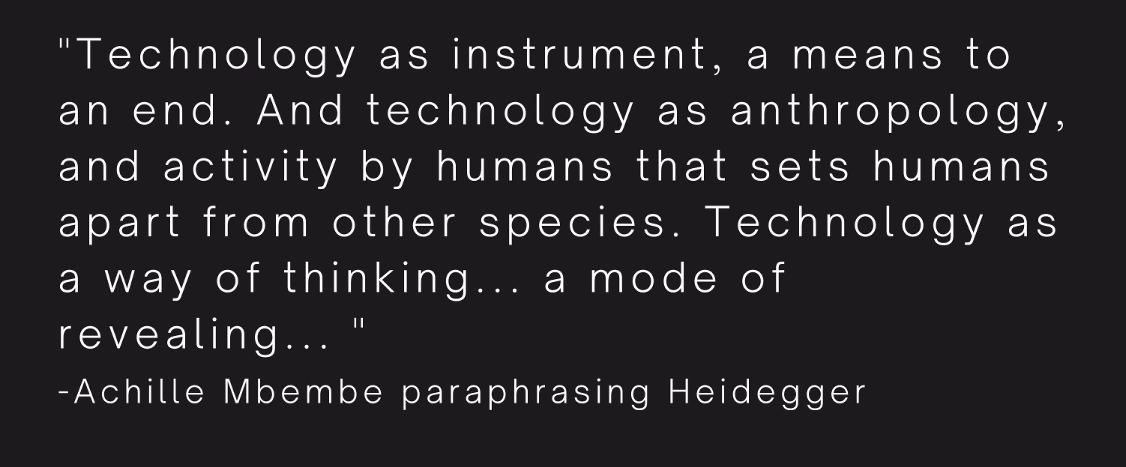 "Technology as instrument, a means to
an end. And technology as anthropology,
and activity by humans that sets humans
apart from other species. Technology as
a way of thinking... a mode of
revealing... "
-Achille Mbembe paraphrasing Heidegger